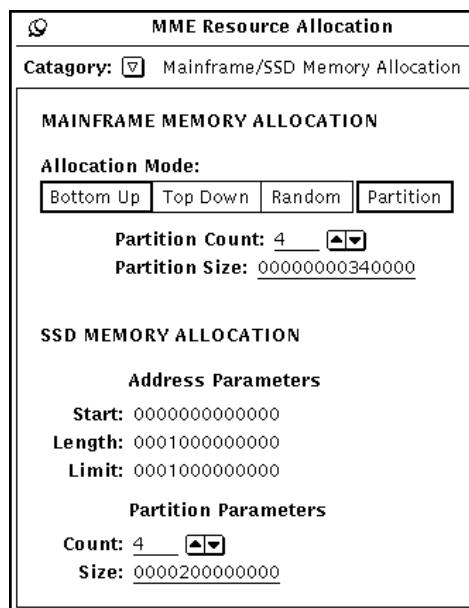 MME Resource Allocation
Catagory: Mainframe/SSD Memory Allocation
MAINFRAME MEMORY ALLOCATION
Allocation Mode:
Bottom Up Top Down Random Partition
Partition Count: 4
Partition Size: 00000000340000
SSD MEMORY ALLOCATION
Address Parameters
Start: 0000000000000
Length: 0001000000000
Limit: 0001000000000
Partition Parameters
Count: 4
Size: 0000200000000